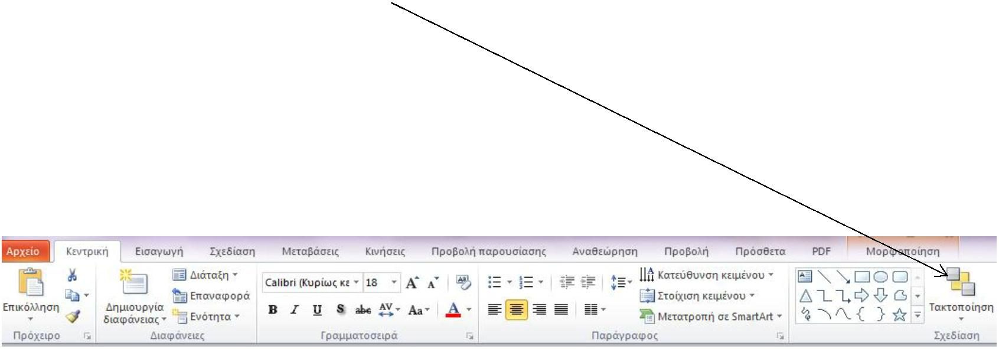 Αρχείο Κεντρική Εισαγωγή Σχεδίαση Μεταβάσεις Κινήσεις Προβολή παρουσίασης Αναθεώρηση Προβολή Πρόσθετα PDF Μορφοποίηση
Επικόλληση
Πρόχειρο
Δημιουργία
διαφάνειας
Διάταξη
Επαναφορά
Ενότητα
Διαφάνειες
Calibri (Κυρίως κε 18 A A Aa
B I U S abc AV Aa A
Γραμματοσειρά
Κατεύθυνση κειμένου
Στοίχιση κειμένου
Μετατροπή σε SmartArt
Παράγραφος
Τακτοποίηση
Σχεδίαση